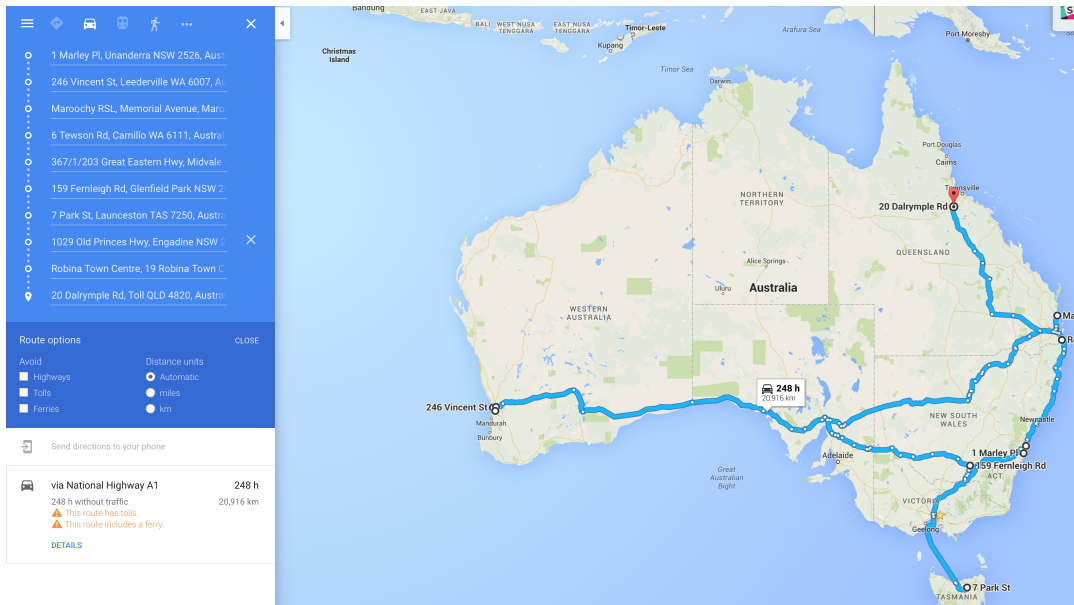 1 Marley Pl, Unanderra NSW 2526, Aust
246 Vincent St, Leederville WA 6007, Au
Maroochy RSL, Memorial Avenue, Maro
6 Tewson Rd, Camillo WA 6111, Austral
367/1/203 Great Eastern Hwy, Midvale
159 Fernleigh Rd, Glenfield Park NSW 2
7 Park St, Launceston TAS 7250, Austra
1029 Old Princes Hwy, Engadine NSW 2
Robina Town Centre, 19 Robina Town C
20 Dalrymple Rd, Toll QLD 4820, Austral
Route options
CLOSE
Avoid
Distance units
Highways
Automatic
Tolls
miles
Ferries
km
Send directions to your phone
via National Highway A1
248 h
248 h without traffic
20,916 km
This route has tolls.
This route includes a ferry.
DETAILS
Bandung
EAST JAVA
BALI
WEST NUSA
TENGGARA
EAST NUSA
TENGGARA
Timor-Leste
Kupang
Christmas
Island
Arafura Sea
Port Moresby
Timor Sea
Darwin
Port Douglas
Cairns
Townsville
20 Dalrymple Rd
NORTHERN
TERRITORY
QUEENSLAND
Alice Springs
Uluru
Australia
WESTERN
AUSTRALIA
Ma
248 h
20,916 km
246 Vincent St
Mandurah
Bunbury
NEW SOUTH
WALES
Newcastle
Adelaide
1 Marley Pl
159 Fernleigh Rd
ACT
Great
Australian
Bight
VICTORIA
Geelong
7 Park St
TASMANIA